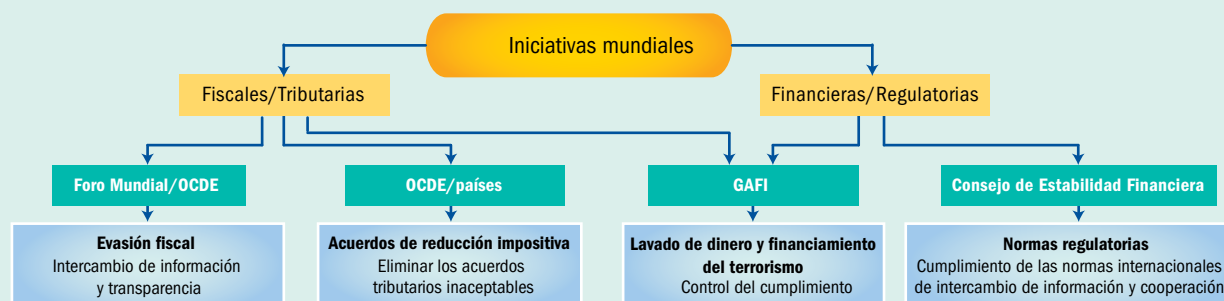 Iniciativas mundiales
Fiscales/Tributarias
Financieras/Regulatorias
Foro Mundial/OCDE
OCDE/países
GAFI
Consejo de Estabilidad Financiera
Evasión fiscal
Intercambio de información
y transparencia
Acuerdos de reducción impositiva
Eliminar los acuerdos
tributarios inaceptables
Lavado de dinero y financiamiento
del terrorismo
Control del cumplimiento
Normas regulatorias
Cumplimiento de las normas internacionales
de intercambio de información y cooperación